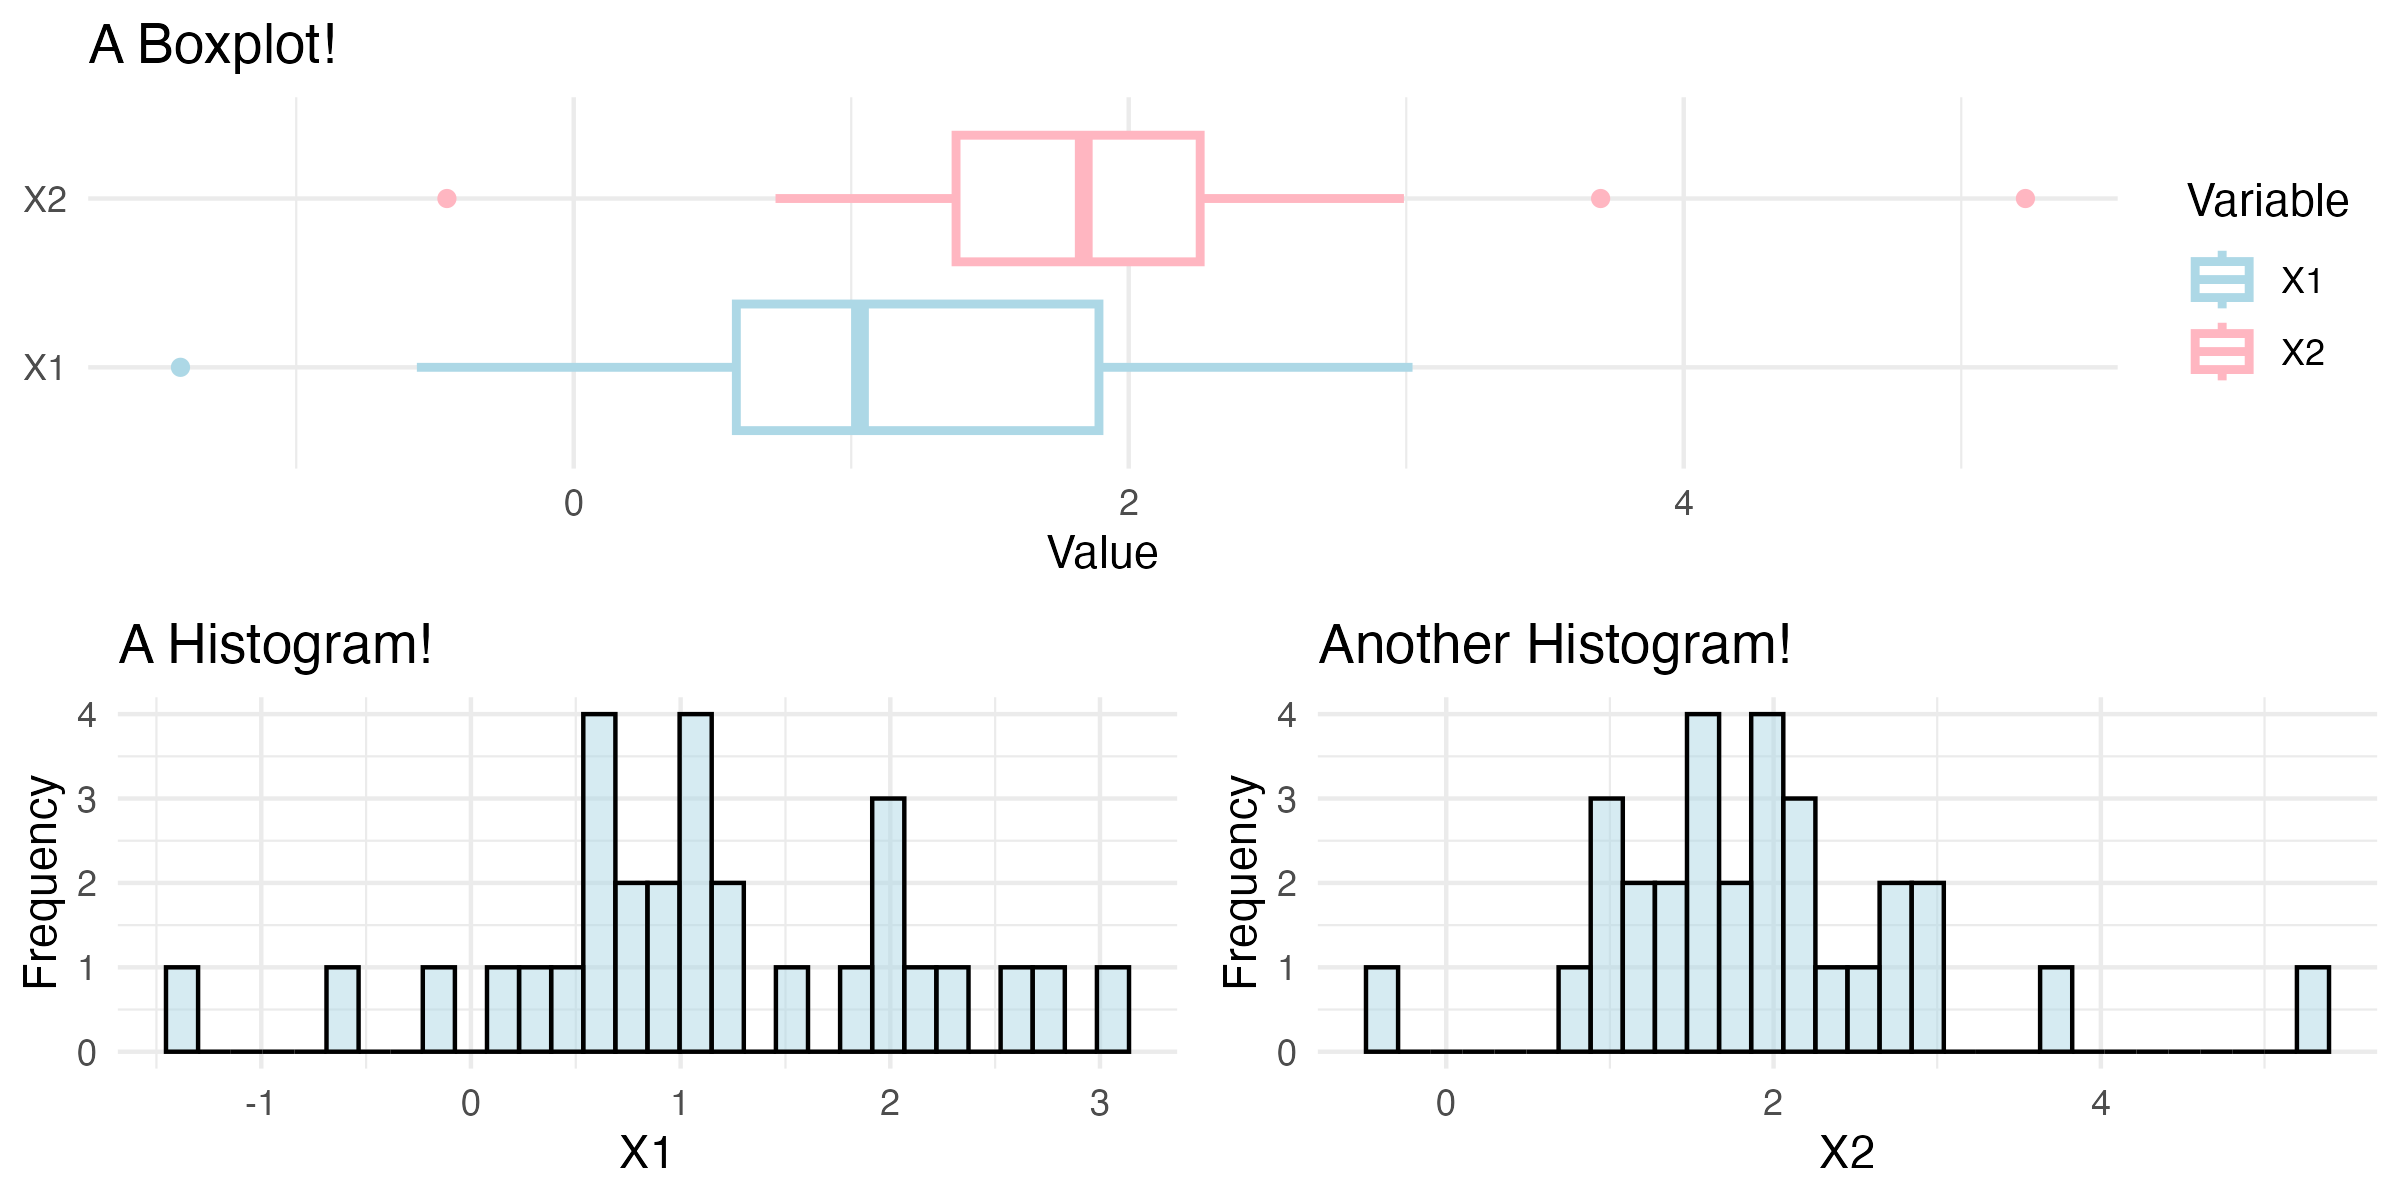 A Boxplot!
X2
X1
0 2 4
Value
Variable
X1
X2
A Histogram!
Frequency
4
3
2
1
0
-1 0 1 2 3
X1
Another Histogram!
Frequency
4
3
2
1
0
0 2 4
X2